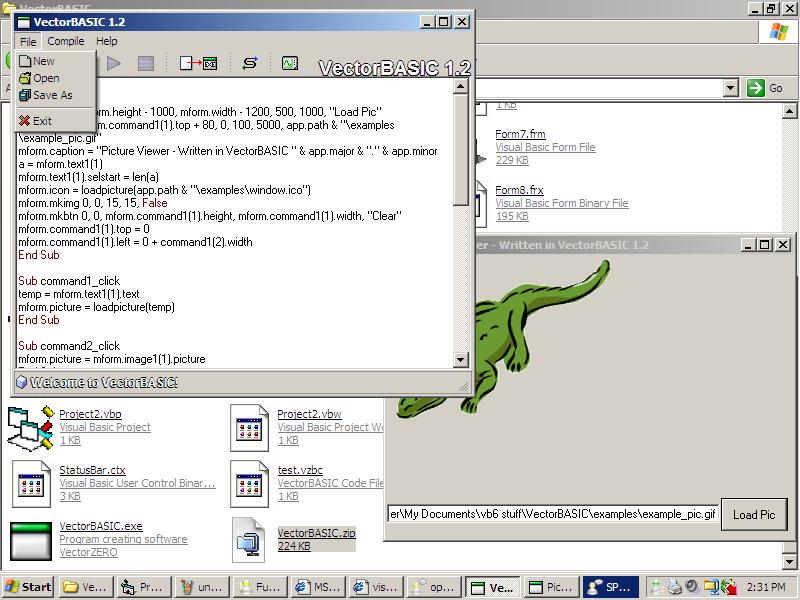 VectorBASIC
VectorBASIC 1.2
File Compile Help
New
Open
Save As
Exit
VectorBASIC 1.2
Go
rm.height - 1000, mform.width - 1200, 500, 1000, "Load Pic"
rm.command1(1).top + 80, 0, 100, 5000, app.path & "\examples
\example_pic.gif"
mform.caption = "Picture Viewer - Written in VectorBASIC " & app.major & "." & app.minor
a = mform.text1(1)
mform.text1(1).selstart = len(a)
mform.icon = loadpicture(app.path & "\examples\window.ico")
mform.mkimg 0, 0, 15, 15, False
mform.mkbtn 0, 0, mform.command1(1).height, mform.command1(1).width, "Clear"
mform.command1(1).top = 0
mform.command1(1).left = 0 + command1(2).width
End Sub
Sub command1_click
temp = mform.text1(1).text
mform.picture = loadpicture(temp)
End Sub
Sub command2_click
mform.picture = mform.image1(1).picture
Welcome to VectorBASIC!
1 KB
Form7.frm
Visual Basic Form File
229 KB
Form8.frx
Visual Basic Form Binary File
195 KB
er - Written in VectorBASIC 1.2
er\My Documents\vb6 stuff\VectorBASIC\examples\example_pic.gif
Load Pic
Project2.vbp
Visual Basic Project
1 KB
Project2.vbw
Visual Basic Project W
1 KB
StatusBar.ctx
Visual Basic User Control Binar...
3 KB
test.vzbc
VectorBASIC Code File
1 KB
VectorBASIC.exe
Program creating software
VectorZERO
VectorBASIC.zip
224 KB
Start Ve... Pr... un... Fu... MS... vis... op... Ve... Pic... SP... 2:31 PM